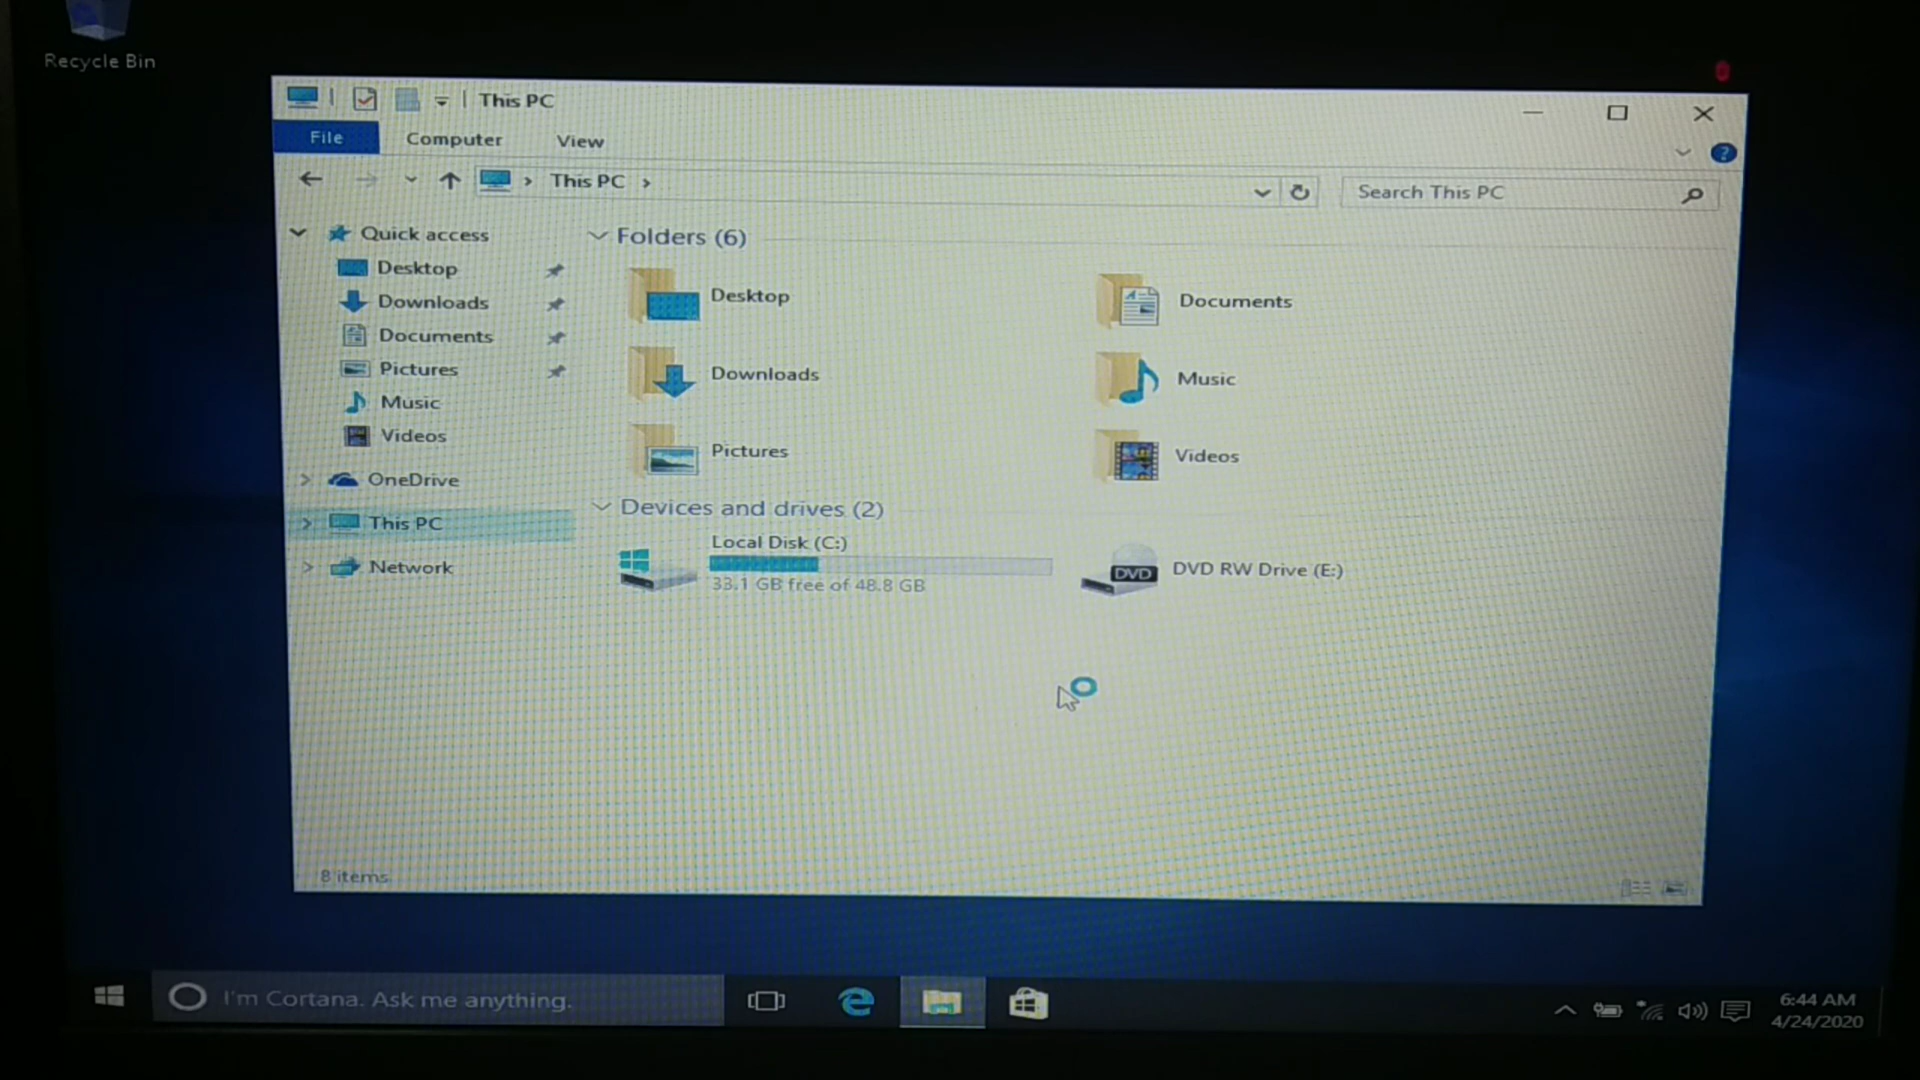 Recycle Bin
This PC
File Computer View
This PC
Search This PC
Quick access
Desktop
Downloads
Documents
Pictures
Music
Videos
OneDrive
This PC
Network
Folders (6)
Desktop
Documents
Downloads
Music
Pictures
Videos
Devices and drives (2)
Local Disk (C:)
33.1 GB free of 48.8 GB
DVD
DVD RW Drive (E:)
8 items
I'm Cortana. Ask me anything.
6:44 AM
4/24/2020